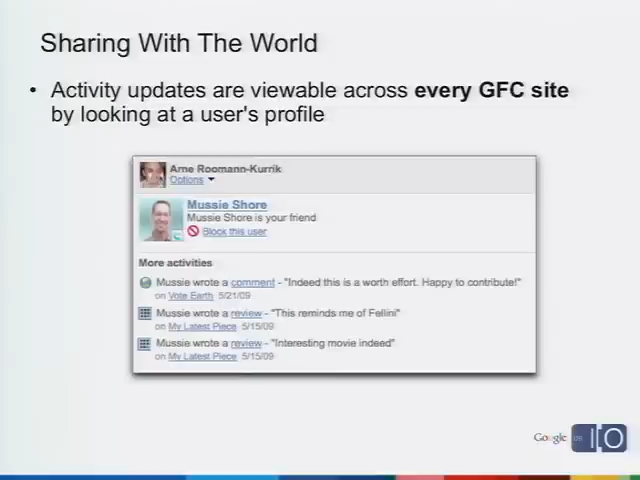 Sharing With The World
• Activity updates are viewable across every GFC site
by looking at a user's profile
Arne Roomann-Kurrik
Options
Mussie Shore
Mussie Shore is your friend
Block this user
More activities
Mussie wrote a comment - "Indeed this is a worth effort. Happy to contribute!"
on Vote Earth 5/21/09
Mussie wrote a review - "This reminds me of Fellini"
on My Latest Piece 5/15/09
Mussie wrote a review - "Interesting movie indeed"
on My Latest Piece 5/15/09
Google IO